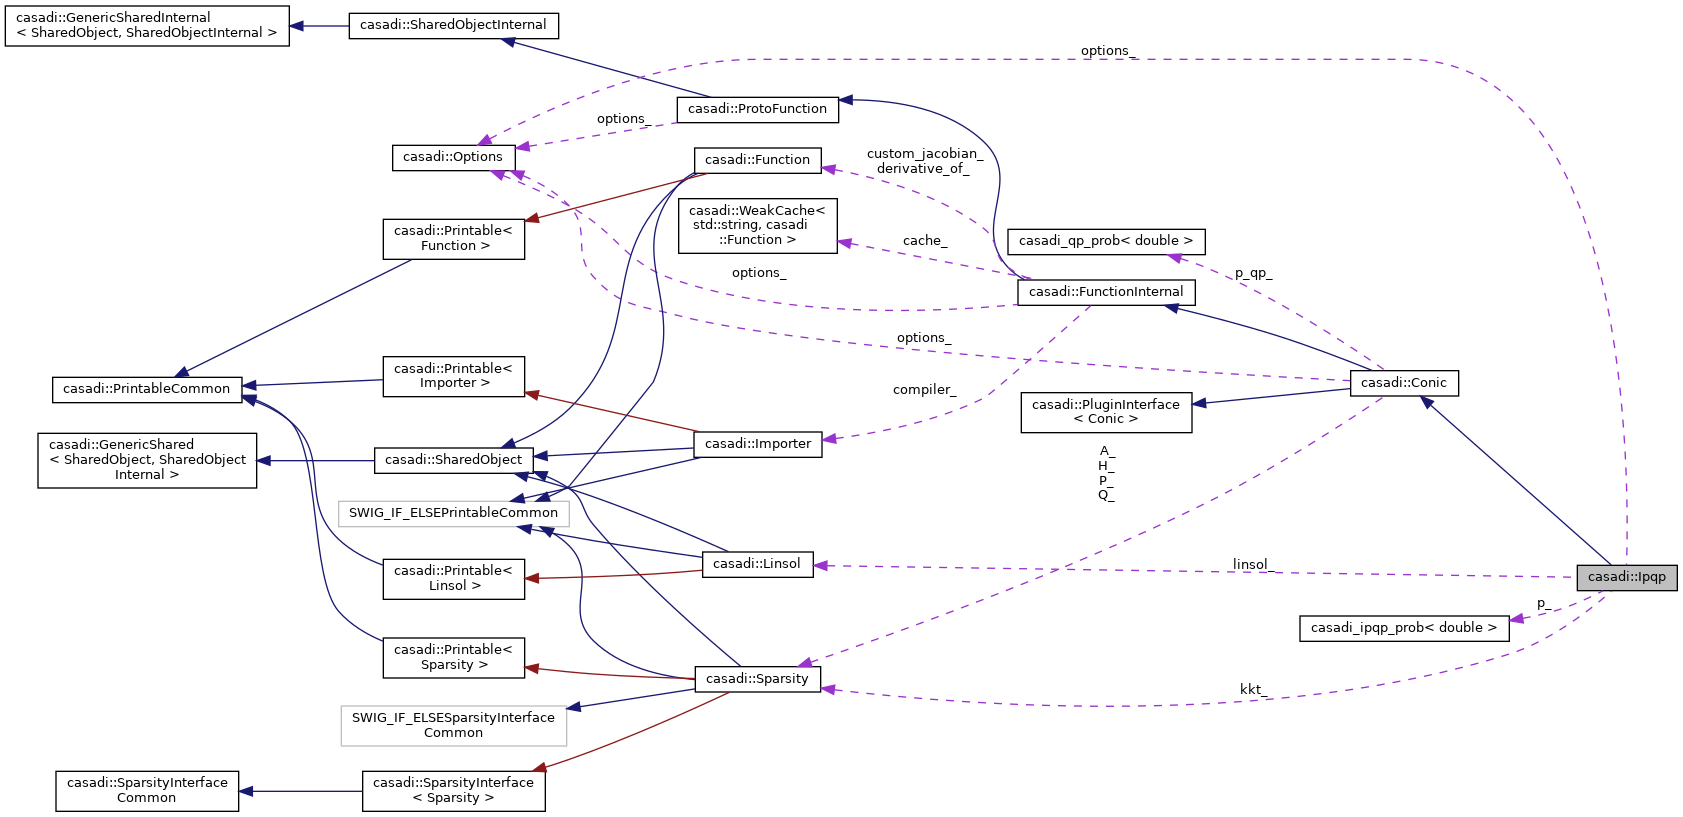 casadi::GenericSharedInternal
< SharedObject, SharedObjectInternal >
casadi::SharedObjectInternal
options_
casadi::ProtoFunction
options_
casadi::Options
casadi::Function
custom_jacobian_
derivative_of_
casadi::WeakCache<
std::string, casadi
::Function >
casadi::Printable<
Function >
cache_
casadi_qp_prob< double >
options_
p_qp_
casadi::FunctionInternal
options_
casadi::Printable<
Importer >
casadi::PrintableCommon
compiler_
casadi::Conic
casadi::PluginInterface
< Conic >
casadi::GenericShared
< SharedObject, SharedObject
Internal >
casadi::SharedObject
casadi::Importer
A_
H_
P_
Q_
SWIG_IF_ELSEPrintableCommon
casadi::Printable<
Linsol >
casadi::Linsol
linsol_
casadi::Ipqp
p_
casadi_ipqp_prob< double >
casadi::Printable<
Sparsity >
casadi::Sparsity
kkt_
SWIG_IF_ELSESparsityInterface
Common
casadi::SparsityInterface
Common
casadi::SparsityInterface
< Sparsity >